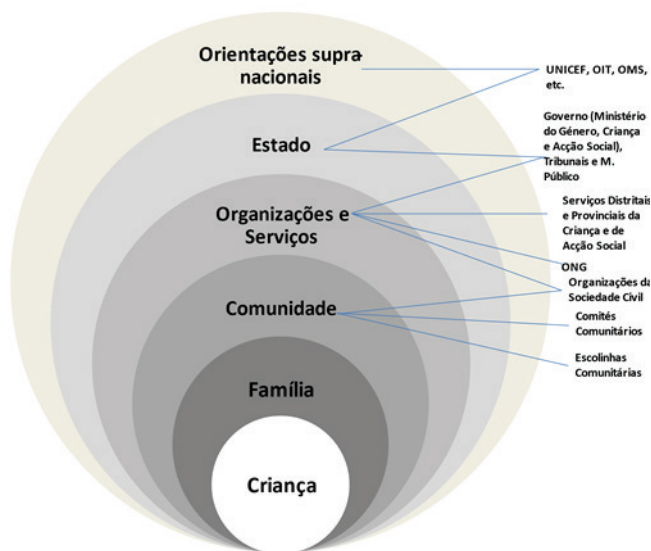 Orientações supra-
nacionais
Estado
Organizações e
Serviços
Comunidade
Família
Criança
UNICEF, OIT, OMS,
etc.
Governo (Ministério
do Género, Criança
e Acção Social),
Tribunais e M.
Público
Serviços Distritais
e Provinciais da
Criança e de
Acção Social
ONG
Organizações da
Sociedade Civil
Comités
Comunitários
Escolinhas
Comunitárias